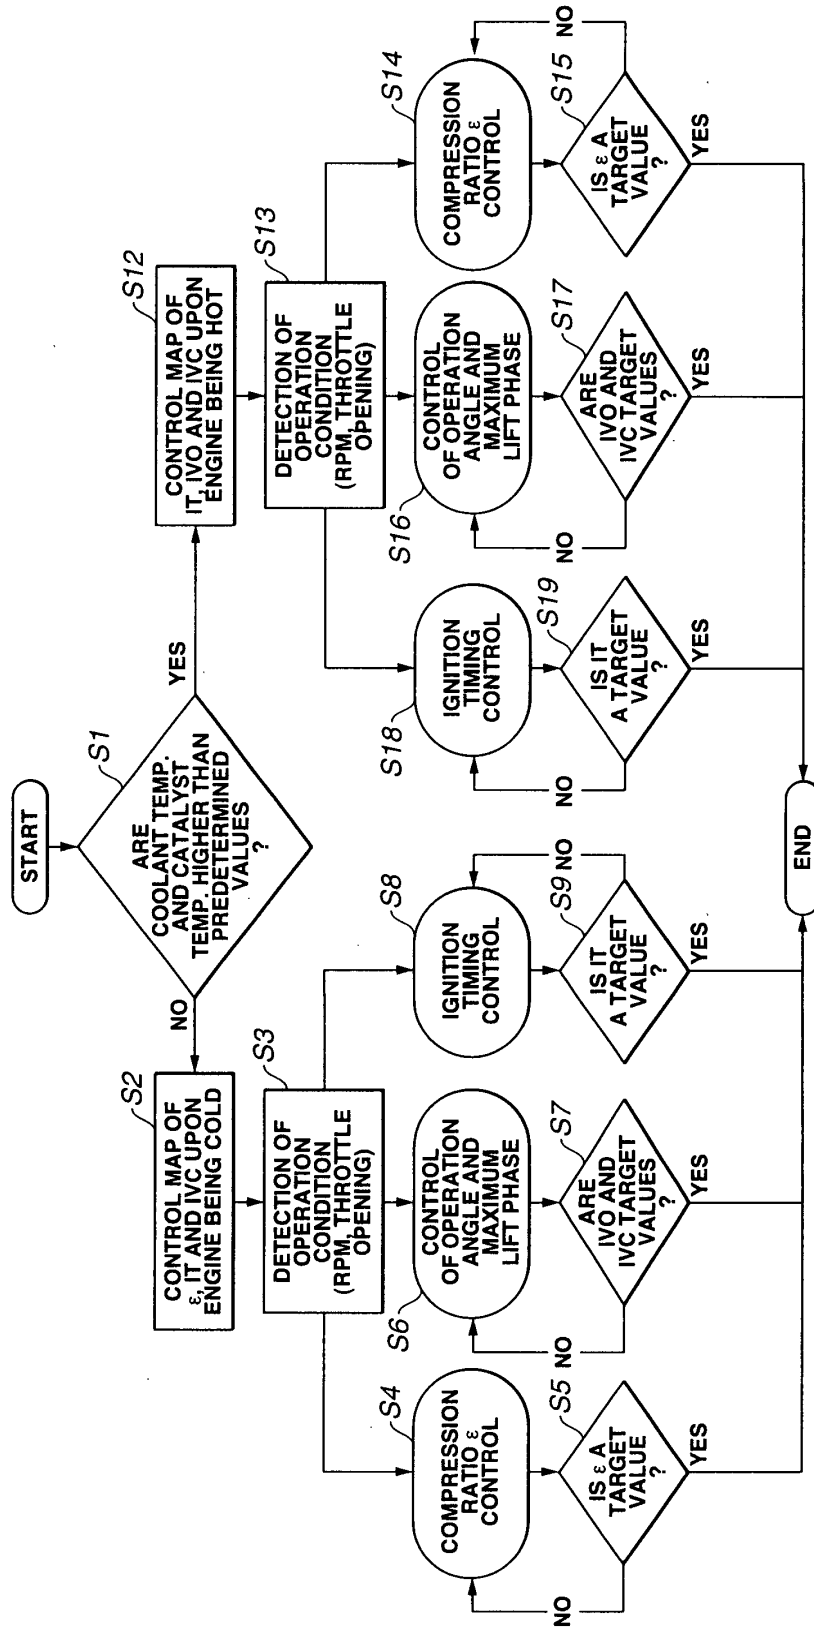 START
S1
ARE
COOLANT TEMP.
AND CATALYST
TEMP. HIGHER THAN
PREDETERMINED
VALUES
?
NO
YES
S2
CONTROL MAP OF
ε, IT AND IVC UPON
ENGINE BEING COLD
S3
DETECTION OF
OPERATION
CONDITION
(RPM, THROTTLE
OPENING)
S4
COMPRESSION
RATIO ε
CONTROL
S5
IS ε A
TARGET
VALUE
?
NO
YES
S6
CONTROL
OF OPERATION
ANGLE AND
MAXIMUM
LIFT PHASE
S7
ARE
IVO AND
IVC TARGET
VALUES
?
NO
YES
S8
IGNITION
TIMING
CONTROL
S9
IS IT
A TARGET
VALUE
?
NO
YES
S12
CONTROL MAP OF
IT, IVO AND IVC UPON
ENGINE BEING HOT
S13
DETECTION OF
OPERATION
CONDITION
(RPM, THROTTLE
OPENING)
S18
IGNITION
TIMING
CONTROL
S19
IS IT
A TARGET
VALUE
?
NO
YES
S16
CONTROL
OF OPERATION
ANGLE AND
MAXIMUM
LIFT PHASE
S17
ARE
IVO AND
IVC TARGET
VALUES
?
NO
YES
S14
COMPRESSION
RATIO ε
CONTROL
S15
IS ε A
TARGET
VALUE
?
NO
YES
END